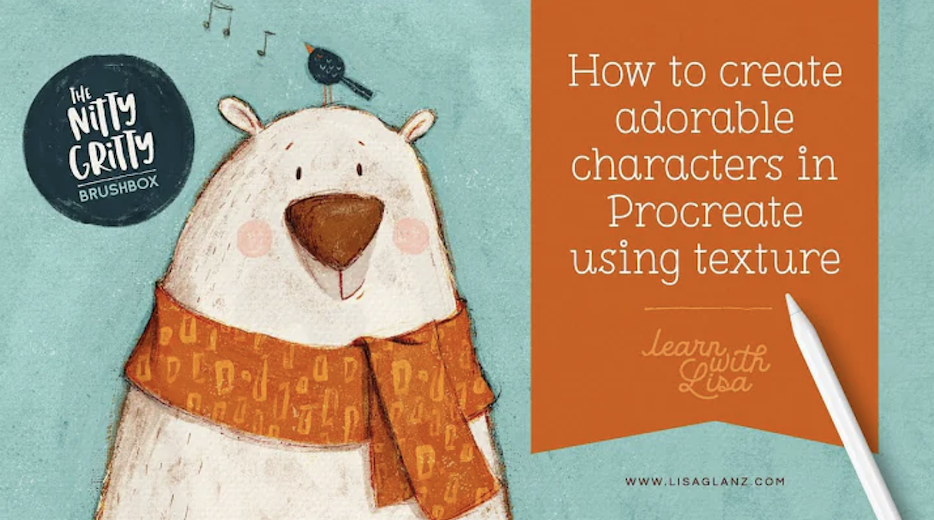 THE
NiTTY
GRiTTY
BRUSHBOX
How to create
adorable
characters in
Procreate
using texture
learn
with
Lisa
WWW.LISAGLANZ.COM